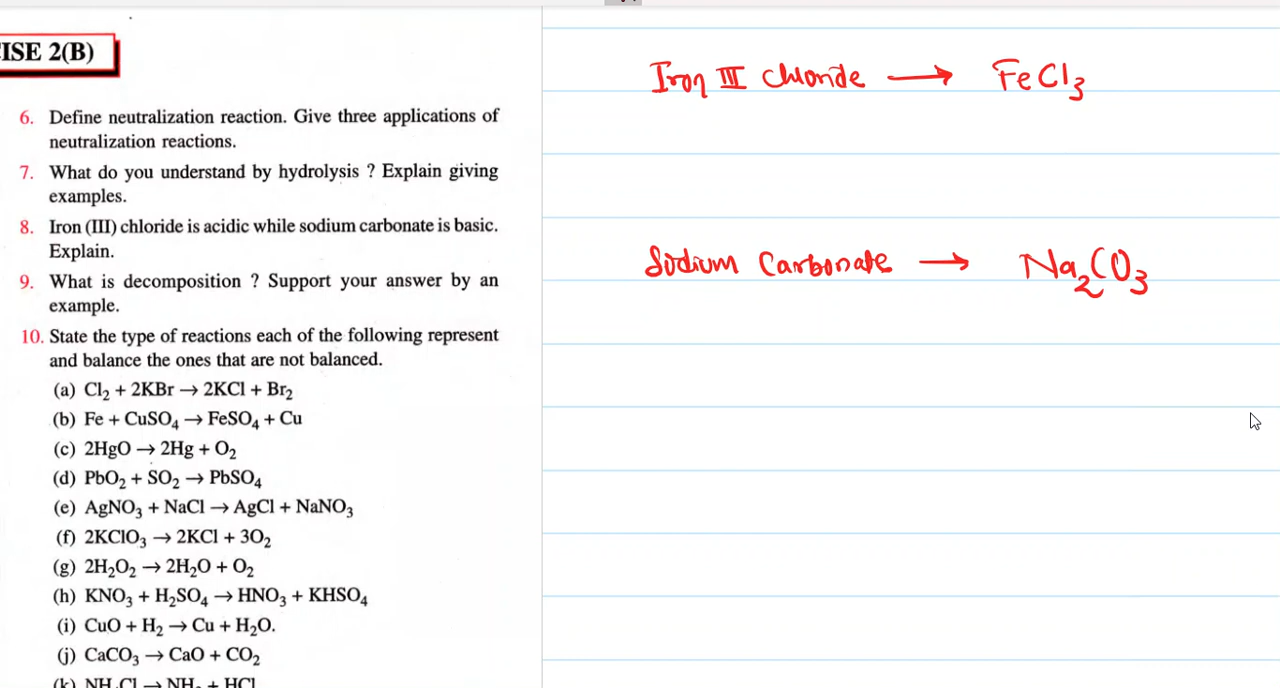 ISE 2(B)
6. Define neutralization reaction. Give three applications of
neutralization reactions.
7. What do you understand by hydrolysis ? Explain giving
examples.
8. Iron (III) chloride is acidic while sodium carbonate is basic.
Explain.
9. What is decomposition ? Support your answer by an
example.
10. State the type of reactions each of the following represent
and balance the ones that are not balanced.
(a) Cl₂ + 2KBr → 2KCl + Br₂
(b) Fe + CuSO₄ → FeSO₄ + Cu
(c) 2HgO → 2Hg + O₂
(d) PbO₂ + SO₂ → PbSO₄
(e) AgNO₃ + NaCl → AgCl + NaNO₃
(f) 2KClO₃ → 2KCl + 3O₂
(g) 2H₂O₂ → 2H₂O + O₂
(h) KNO₃ + H₂SO₄ → HNO₃ + KHSO₄
(i) CuO + H₂ → Cu + H₂O.
(j) CaCO₃ → CaO + CO₂
(k) NH₄Cl → NH₃ + HCl
Iron III chloride → FeCl₃
Sodium Carbonate → Na₂CO₃